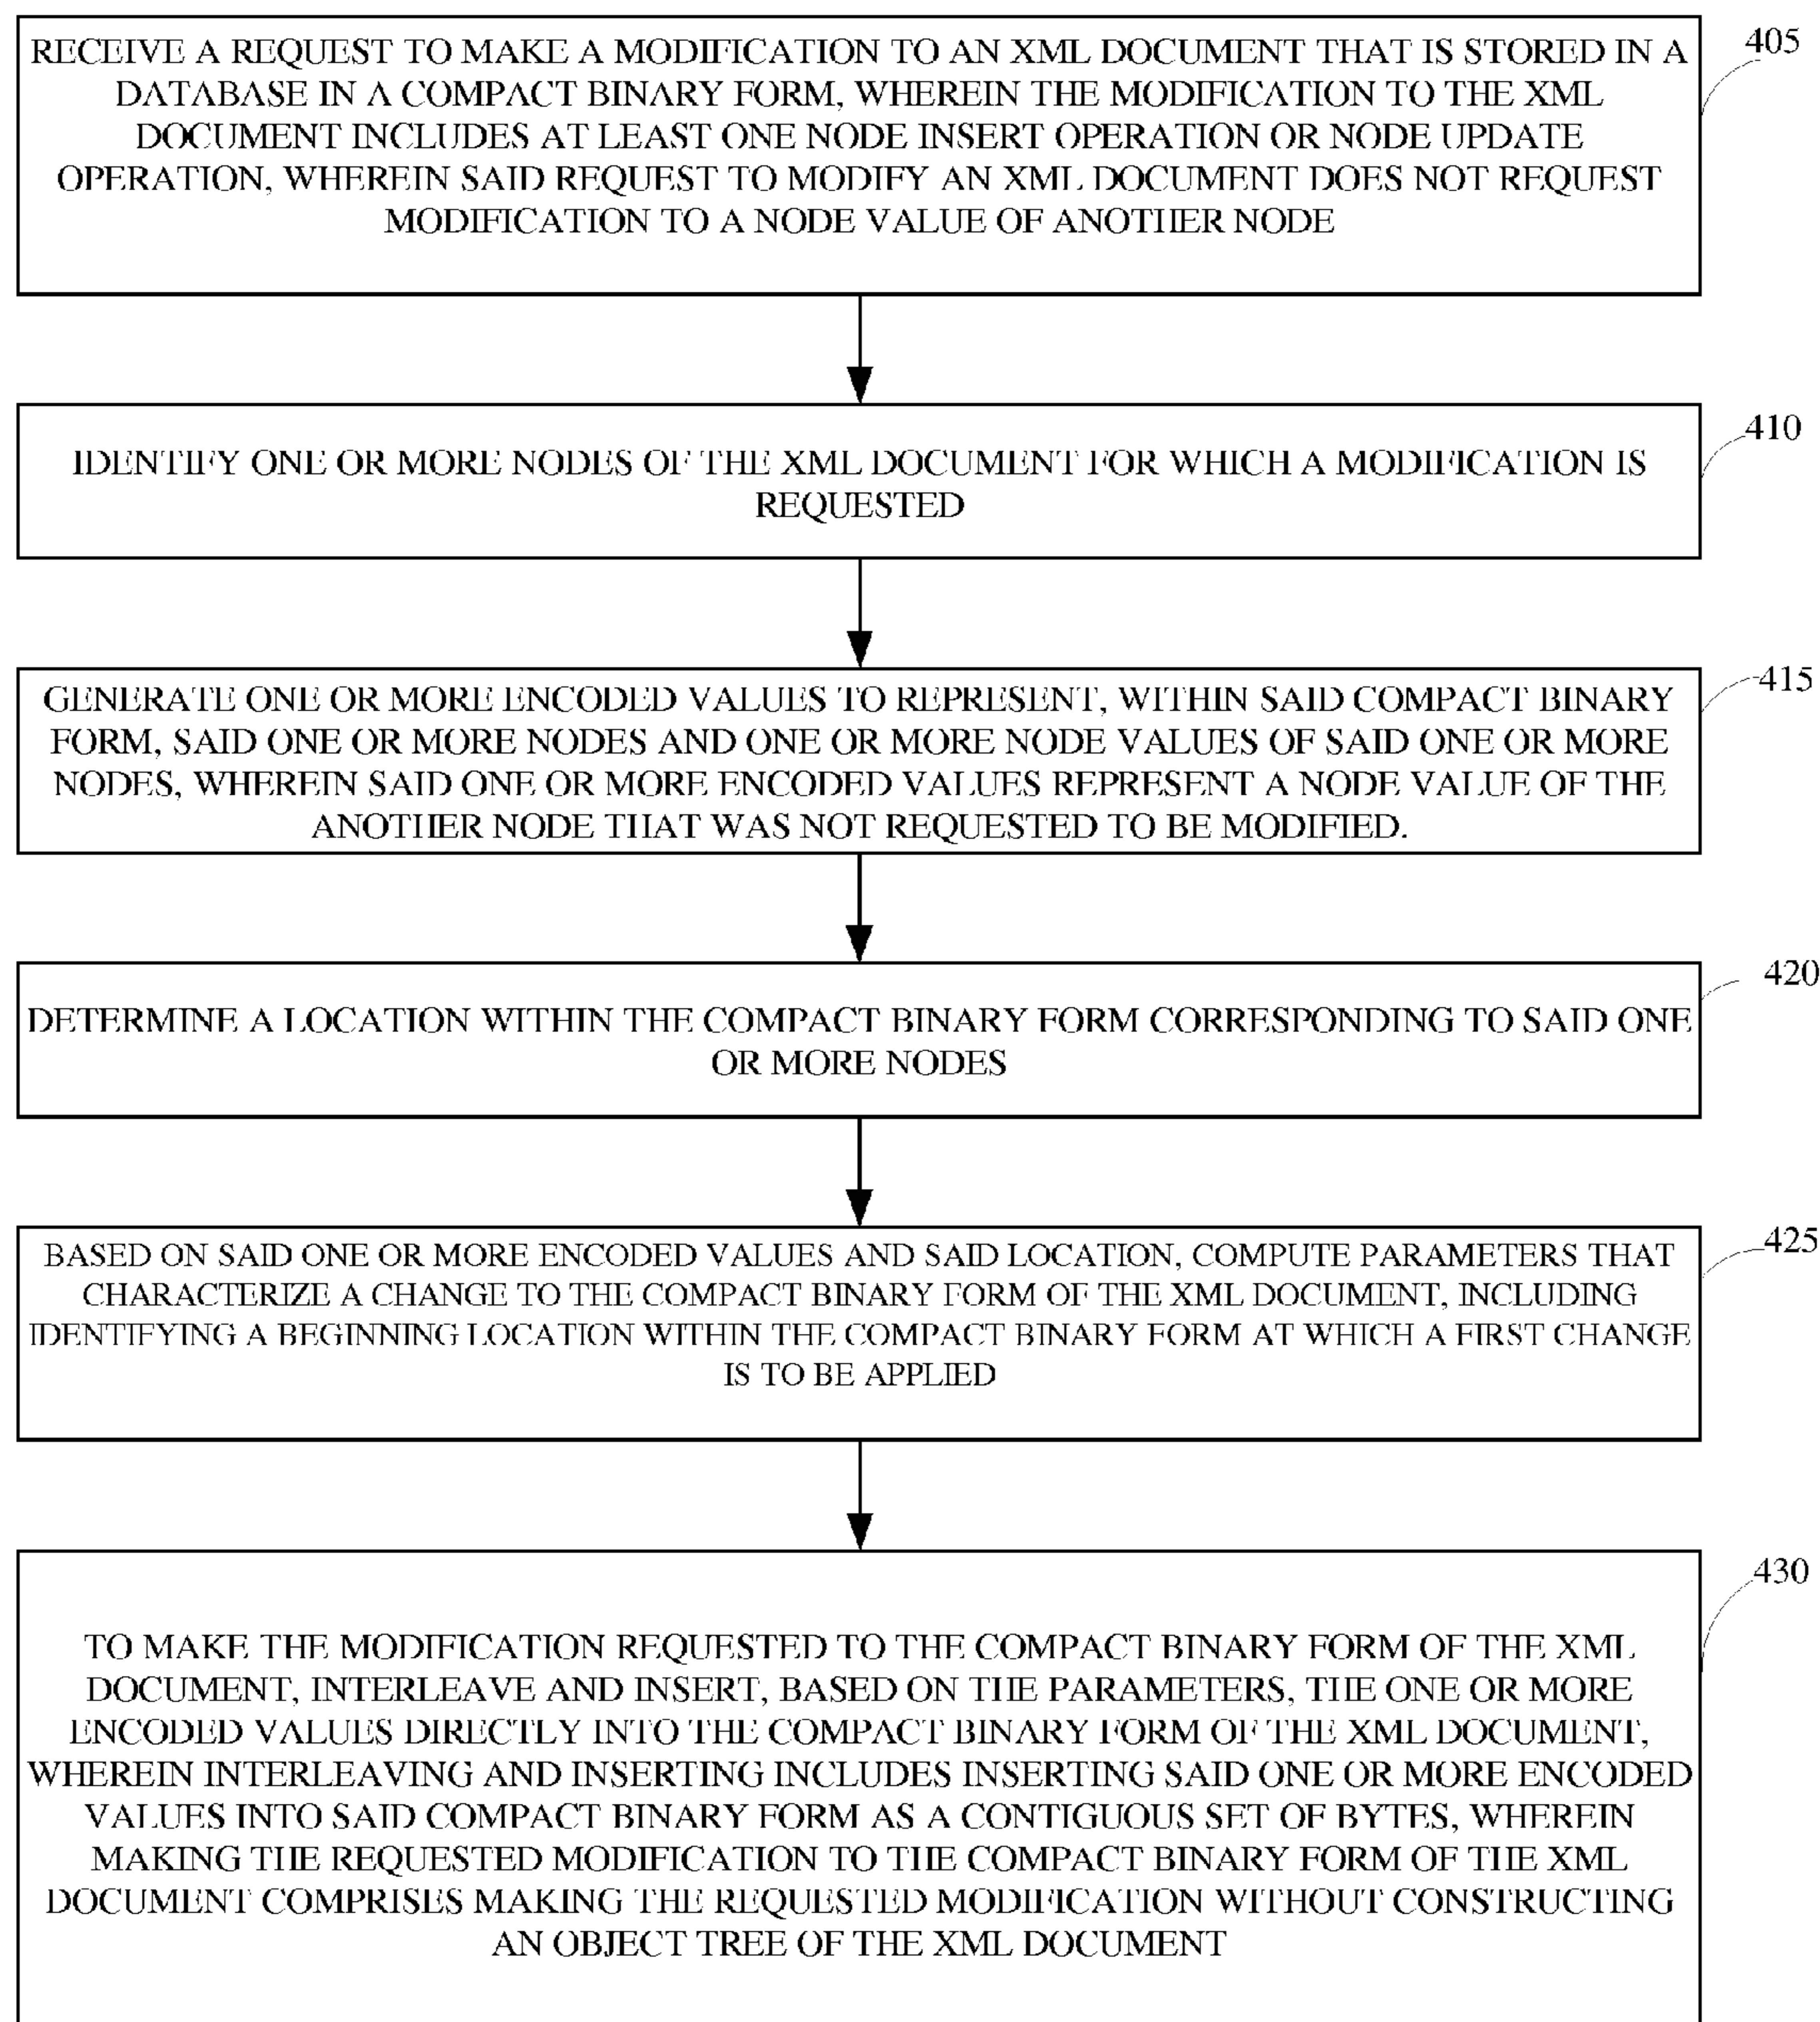 RECEIVE A REQUEST TO MAKE A MODIFICATION TO AN XML DOCUMENT THAT IS STORED IN A
DATABASE IN A COMPACT BINARY FORM, WHEREIN THE MODIFICATION TO THE XML
DOCUMENT INCLUDES AT LEAST ONE NODE INSERT OPERATION OR NODE UPDATE
OPERATION, WHEREIN SAID REQUEST TO MODIFY AN XML DOCUMENT DOES NOT REQUEST
MODIFICATION TO A NODE VALUE OF ANOTHER NODE
405
IDENTIFY ONE OR MORE NODES OF THE XML DOCUMENT FOR WHICH A MODIFICATION IS
REQUESTED
410
GENERATE ONE OR MORE ENCODED VALUES TO REPRESENT, WITHIN SAID COMPACT BINARY
FORM, SAID ONE OR MORE NODES AND ONE OR MORE NODE VALUES OF SAID ONE OR MORE
NODES, WHEREIN SAID ONE OR MORE ENCODED VALUES REPRESENT A NODE VALUE OF THE
ANOTHER NODE THAT WAS NOT REQUESTED TO BE MODIFIED.
415
DETERMINE A LOCATION WITHIN THE COMPACT BINARY FORM CORRESPONDING TO SAID ONE
OR MORE NODES
420
BASED ON SAID ONE OR MORE ENCODED VALUES AND SAID LOCATION, COMPUTE PARAMETERS THAT
CHARACTERIZE A CHANGE TO THE COMPACT BINARY FORM OF THE XML DOCUMENT, INCLUDING
IDENTIFYING A BEGINNING LOCATION WITHIN THE COMPACT BINARY FORM AT WHICH A FIRST CHANGE
IS TO BE APPLIED
425
TO MAKE THE MODIFICATION REQUESTED TO THE COMPACT BINARY FORM OF THE XML
DOCUMENT, INTERLEAVE AND INSERT, BASED ON THE PARAMETERS, THE ONE OR MORE
ENCODED VALUES DIRECTLY INTO THE COMPACT BINARY FORM OF THE XML DOCUMENT,
WHEREIN INTERLEAVING AND INSERTING INCLUDES INSERTING SAID ONE OR MORE ENCODED
VALUES INTO SAID COMPACT BINARY FORM AS A CONTIGUOUS SET OF BYTES, WHEREIN
MAKING THE REQUESTED MODIFICATION TO THE COMPACT BINARY FORM OF THE XML
DOCUMENT COMPRISES MAKING THE REQUESTED MODIFICATION WITHOUT CONSTRUCTING
AN OBJECT TREE OF THE XML DOCUMENT
430